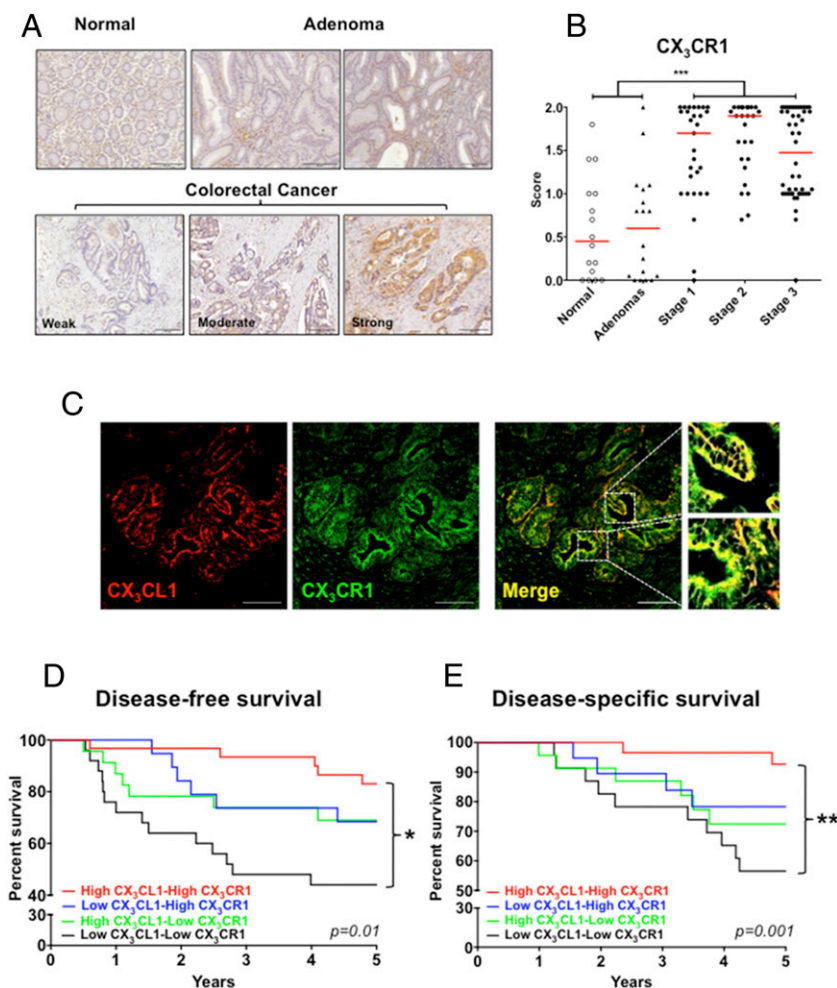 A
Normal
Adenoma
Colorectal Cancer
Weak
Moderate
Strong
B
CX₃CR1
***
Score
2.0
1.5
1.0
0.5
0.0
Normal
Adenomas
Stage 1
Stage 2
Stage 3
C
CX₃CL1
CX₃CR1
Merge
D
Disease-free survival
Percent survival
100
80
60
40
30
0
*
High CX₃CL1-High CX₃CR1
Low CX₃CL1-High CX₃CR1
High CX₃CL1-Low CX₃CR1
Low CX₃CL1-Low CX₃CR1
p=0.01
0 1 2 3 4 5
Years
E
Disease-specific survival
Percent survival
100
90
80
70
60
50
30
0
**
High CX₃CL1-High CX₃CR1
Low CX₃CL1-High CX₃CR1
High CX₃CL1-Low CX₃CR1
Low CX₃CL1-Low CX₃CR1
p=0.001
0 1 2 3 4 5
Years